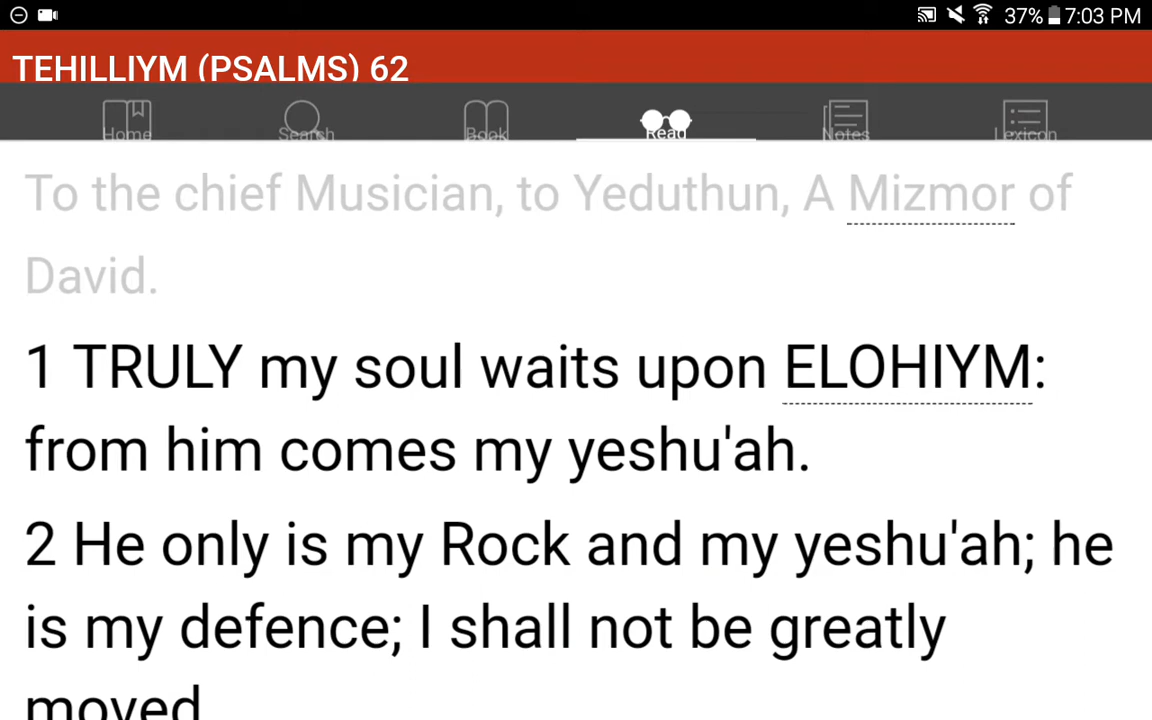 37% 7:03 PM
TEHILLIYM (PSALMS) 62
Home Search Book Read Notes Lexicon
To the chief Musician, to Yeduthun, A Mizmor of
David.
1 TRULY my soul waits upon ELOHIYM:
from him comes my yeshu'ah.
2 He only is my Rock and my yeshu'ah; he
is my defence; I shall not be greatly
moved